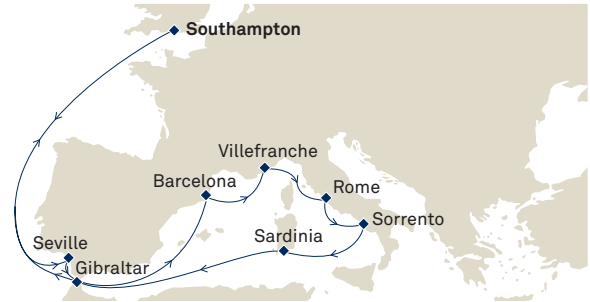 Southampton
Villefranche
Barcelona
Rome
Sorrento
Sardinia
Seville
Gibraltar